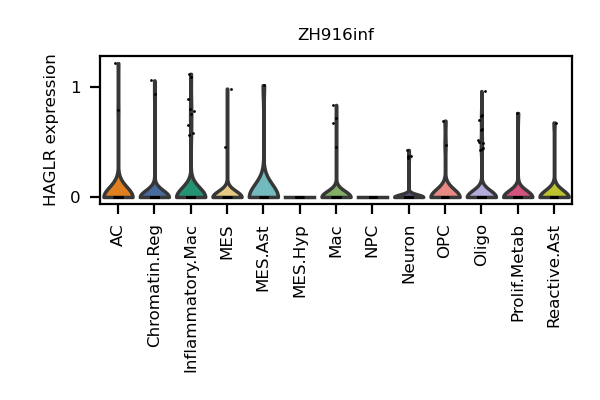 ZH916inf
HAGLR expression
1
0
AC
Chromatin.Reg
Inflammatory.Mac
MES
MES.Ast
MES.Hyp
Mac
NPC
Neuron
OPC
Oligo
Prolif.Metab
Reactive.Ast